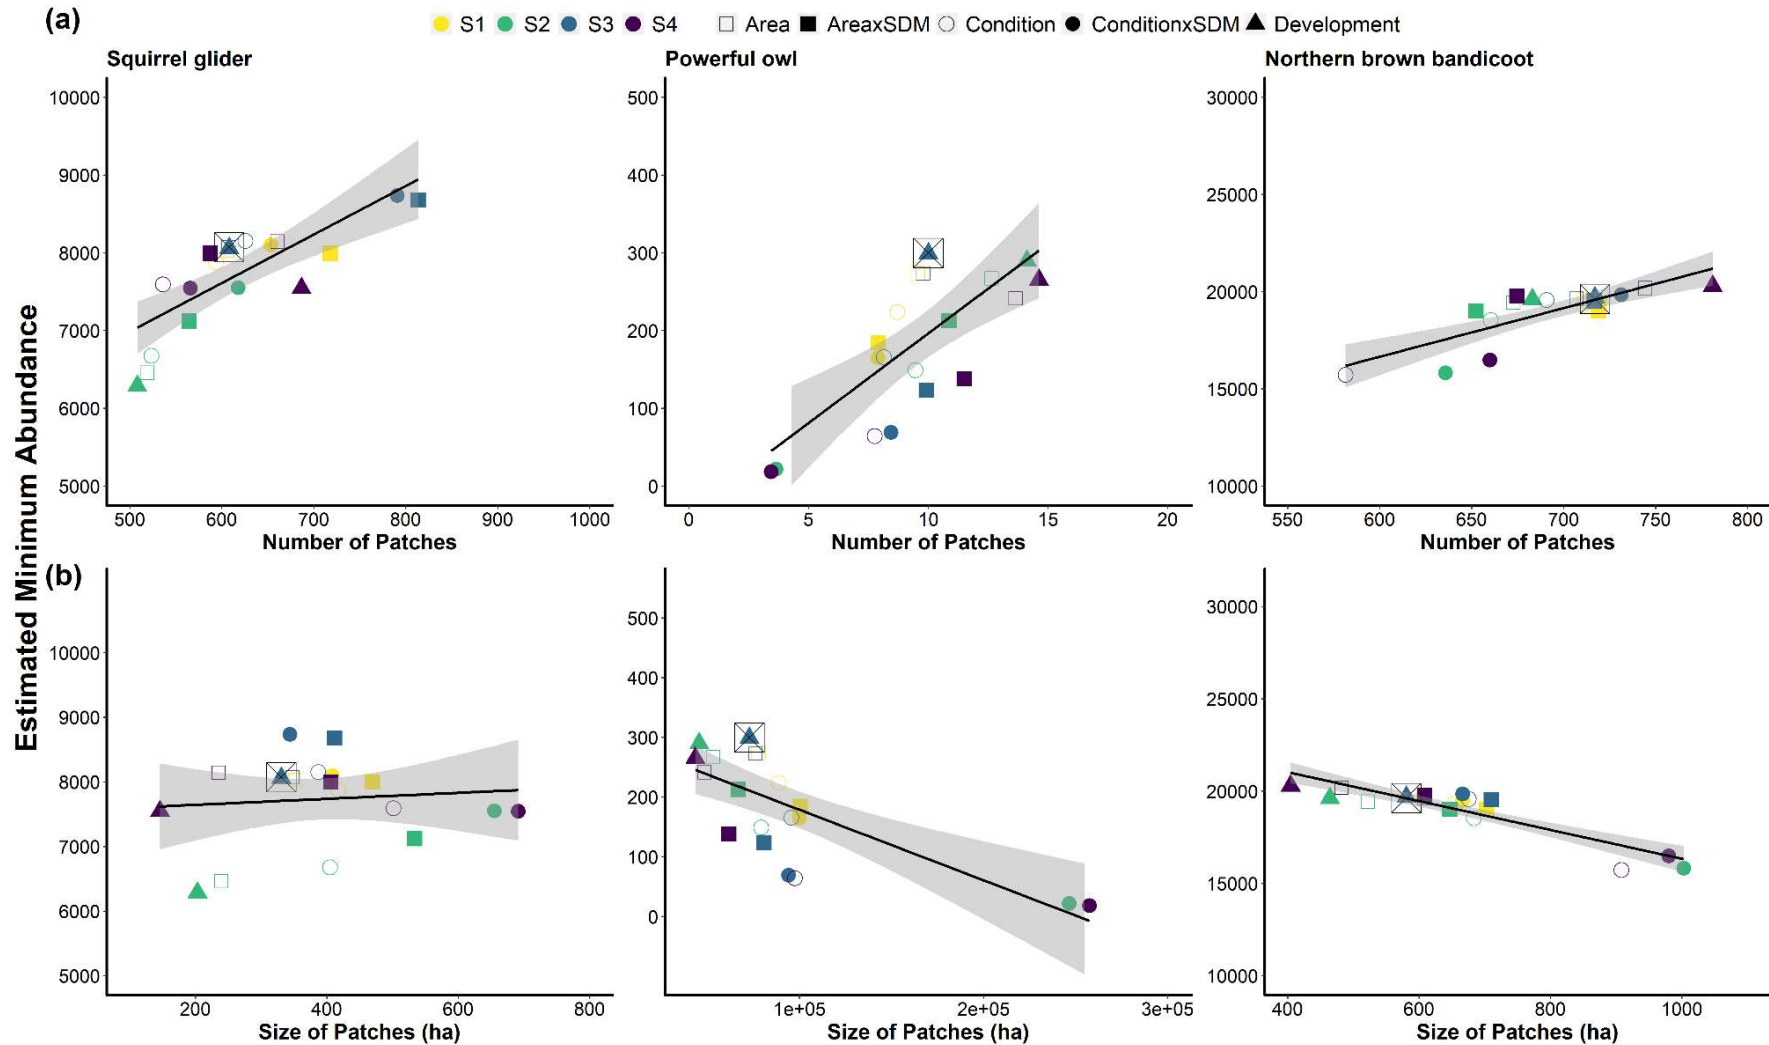 (a)
S1 S2 S3 S4 Area AreaxSDM Condition ConditionxSDM Development
Squirrel glider Powerful owl Northern brown bandicoot
Estimated Minimum Abundance
10000
9000
8000
7000
6000
5000
500 600 700 800 900 1000
Number of Patches
500
400
300
200
100
0
0 5 10 15 20
Number of Patches
30000
25000
20000
15000
10000
550 600 650 700 750 800
Number of Patches
(b)
10000
9000
8000
7000
6000
5000
200 400 600 800
Size of Patches (ha)
500
400
300
200
100
0
1e+05 2e+05 3e+05
Size of Patches (ha)
30000
25000
20000
15000
10000
400 600 800 1000
Size of Patches (ha)